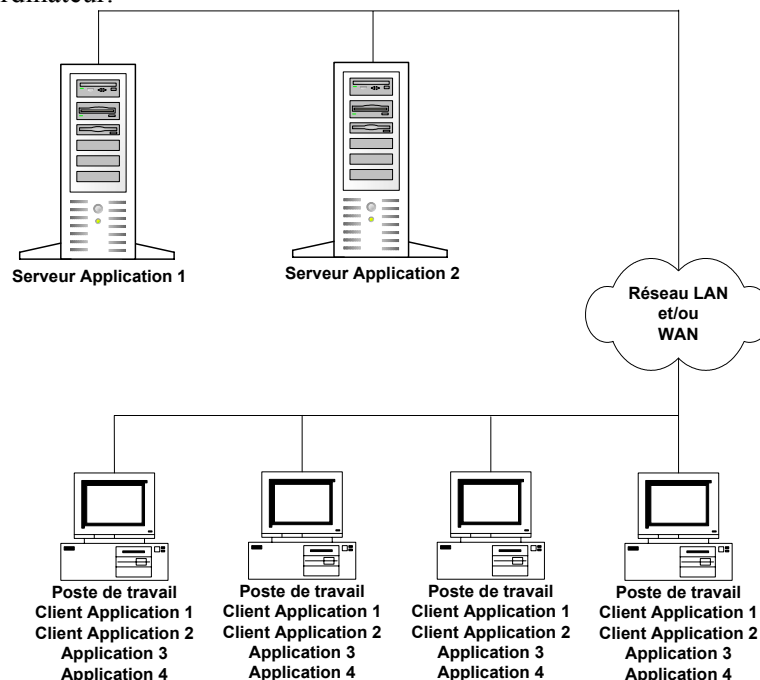 Serveur Application 1
Serveur Application 2
Réseau LAN
et/ou
WAN
Poste de travail
Client Application 1
Client Application 2
Application 3
Application 4
Poste de travail
Client Application 1
Client Application 2
Application 3
Application 4
Poste de travail
Client Application 1
Client Application 2
Application 3
Application 4
Poste de travail
Client Application 1
Client Application 2
Application 3
Application 4